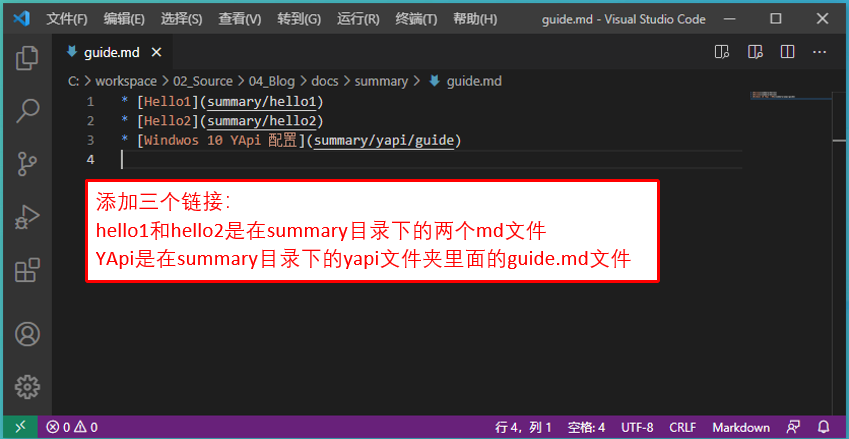 文件(F) 编辑(E) 选择(S) 查看(V) 转到(G) 运行(R) 终端(T) 帮助(H) guide.md - Visual Studio Code
guide.md
C: > workspace > 02_Source > 04_Blog > docs > summary > guide.md
1 * [Hello1](summary/hello1)
2 * [Hello2](summary/hello2)
3 * [Windwos 10 YApi 配置](summary/yapi/guide)
4
添加三个链接：
hello1和hello2是在summary目录下的两个md文件
YApi是在summary目录下的yapi文件夹里面的guide.md文件
0 0 行 4，列 1 空格: 4 UTF-8 CRLF Markdown